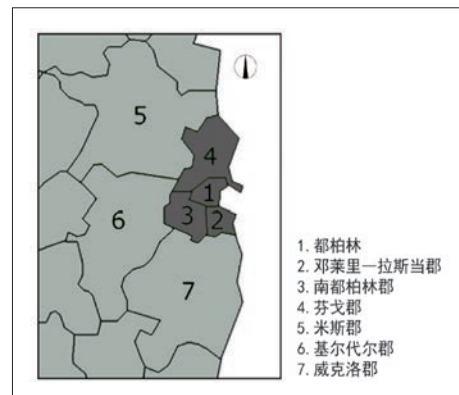 5
4
1
3
2
6
7
1. 都柏林
2. 邓莱里—拉斯当郡
3. 南都柏林郡
4. 芬戈郡
5. 米斯郡
6. 基尔代尔郡
7. 威克洛郡